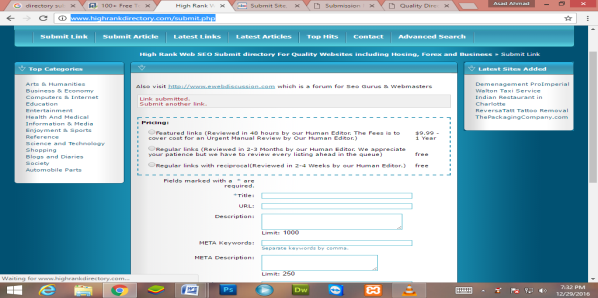 directory su
100+ Free
High Rank W
Submit Site
Submission
Quality Dir
Asad Ahmad
www.highrankdirectory.com/submit.php
Submit Link
Submit Article
Latest Links
Latest Articles
Top Hits
Contact
Advanced Search
High Rank Web SEO Submit directory For Quality Websites including Hosting, Forex and Business » Submit Link
Top Categories
Arts & Humanities
Business & Economy
Computers & Internet
Education
Entertainment
Health And Medical
Information & Media
Enjoyment & Sports
Reference
Science and Technology
Shopping
Blogs and Diaries
Society
Automobile Parts
Also visit http://www.ewebdiscussion.com which is a forum for Seo Gurus & Webmasters
Link submitted.
Submit another link.
Pricing:
Featured links (Reviewed in 48 hours by our Human Editor. The Fees is to cover cost for an Urgent Manual Review by Our Human Editor.)
$9.99 - 1 Year
Regular links (Reviewed in 2-3 Months by our Human Editor. We appreciate your patience but we have to review every listing ahead in the queue)
free
Regular links with reciprocal(Reviewed in 2-4 Weeks by our Human Editor.)
free
Fields marked with a * are required.
*Title:
URL:
Description:
Limit: 1000
META Keywords:
Separate keywords by comma.
META Description:
Limit: 250
Latest Sites Added
Demenagement ProImperial
Walton Taxi Service
Indian Restaurant in Charlotte
ReversaTatt Tattoo Removal
ThePackagingCompany.com
Waiting for www.highrankdirectory.com...
Ps
Dw
7:32 PM
12/29/2016